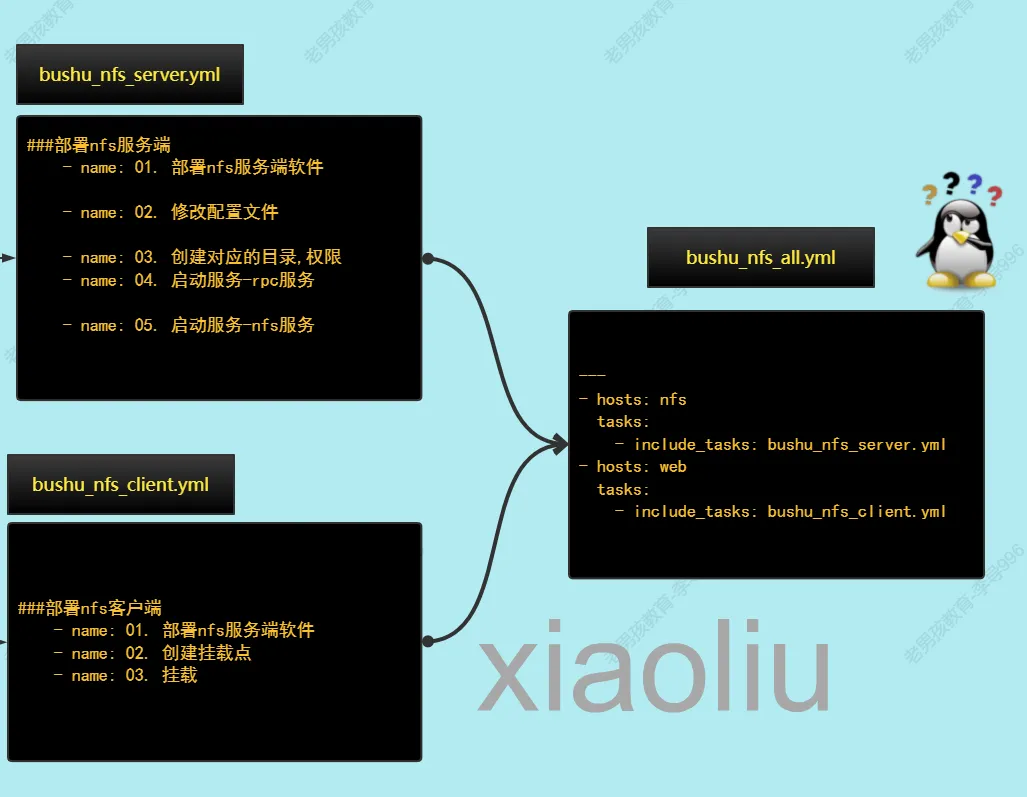 bushu_nfs_server.yml
###部署nfs服务端
- name: 01. 部署nfs服务端软件
- name: 02. 修改配置文件
- name: 03. 创建对应的目录,权限
- name: 04. 启动服务-rpc服务
- name: 05. 启动服务-nfs服务
bushu_nfs_client.yml
###部署nfs客户端
- name: 01. 部署nfs服务端软件
- name: 02. 创建挂载点
- name: 03. 挂载
bushu_nfs_all.yml
? ? ? ?
---
- hosts: nfs
tasks:
- include_tasks: bushu_nfs_server.yml
- hosts: web
tasks:
- include_tasks: bushu_nfs_client.yml
xiaoliu
老男孩教育
老男孩教育
老男孩教育
老男孩教育-李导996
老男孩教育-李导996